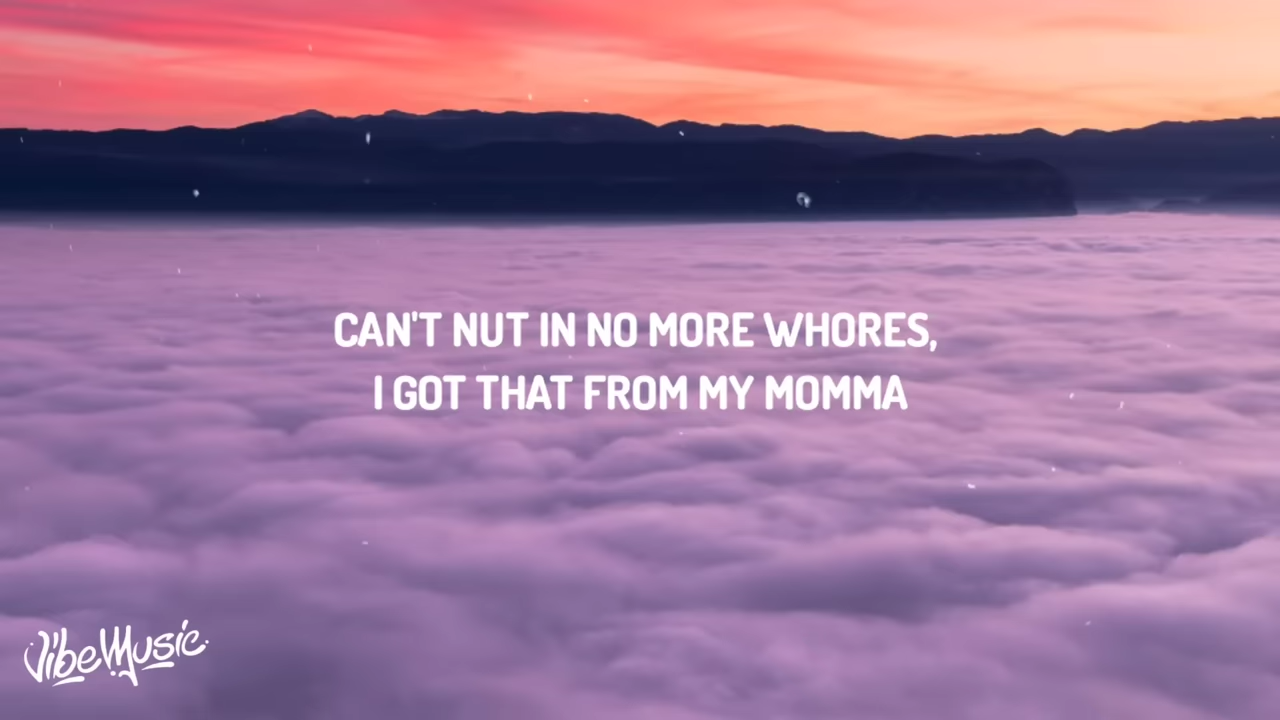 CAN'T NUT IN NO MORE WHORES,
I GOT THAT FROM MY MOMMA
VibeMusic